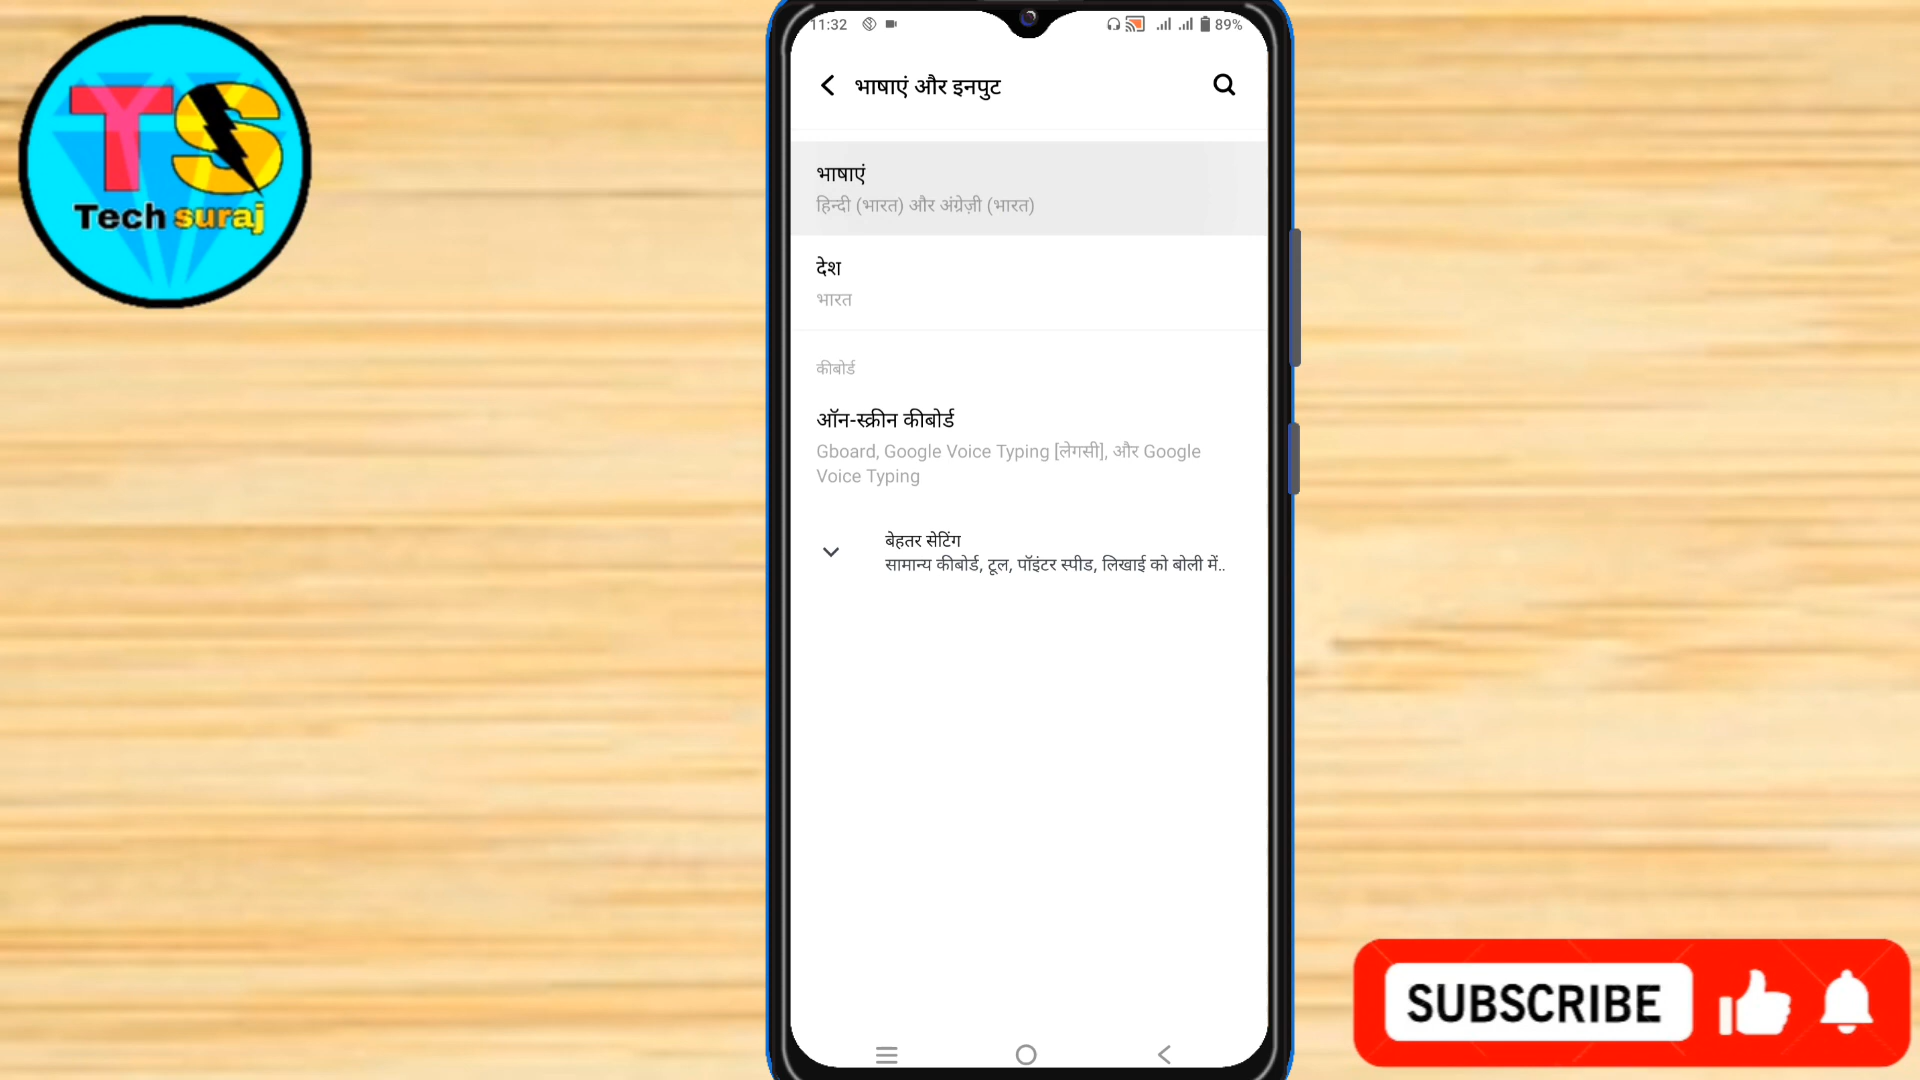 TS
Tech suraj
11:32
89%
भाषाएं और इनपुट
भाषाएं
हिन्दी (भारत) और अंग्रेज़ी (भारत)
देश
भारत
कीबोर्ड
ऑन-स्क्रीन कीबोर्ड
Gboard, Google Voice Typing [लेगसी], और Google
Voice Typing
बेहतर सेटिंग
सामान्य कीबोर्ड, टूल, पॉइंटर स्पीड, लिखाई को बोली में..
SUBSCRIBE